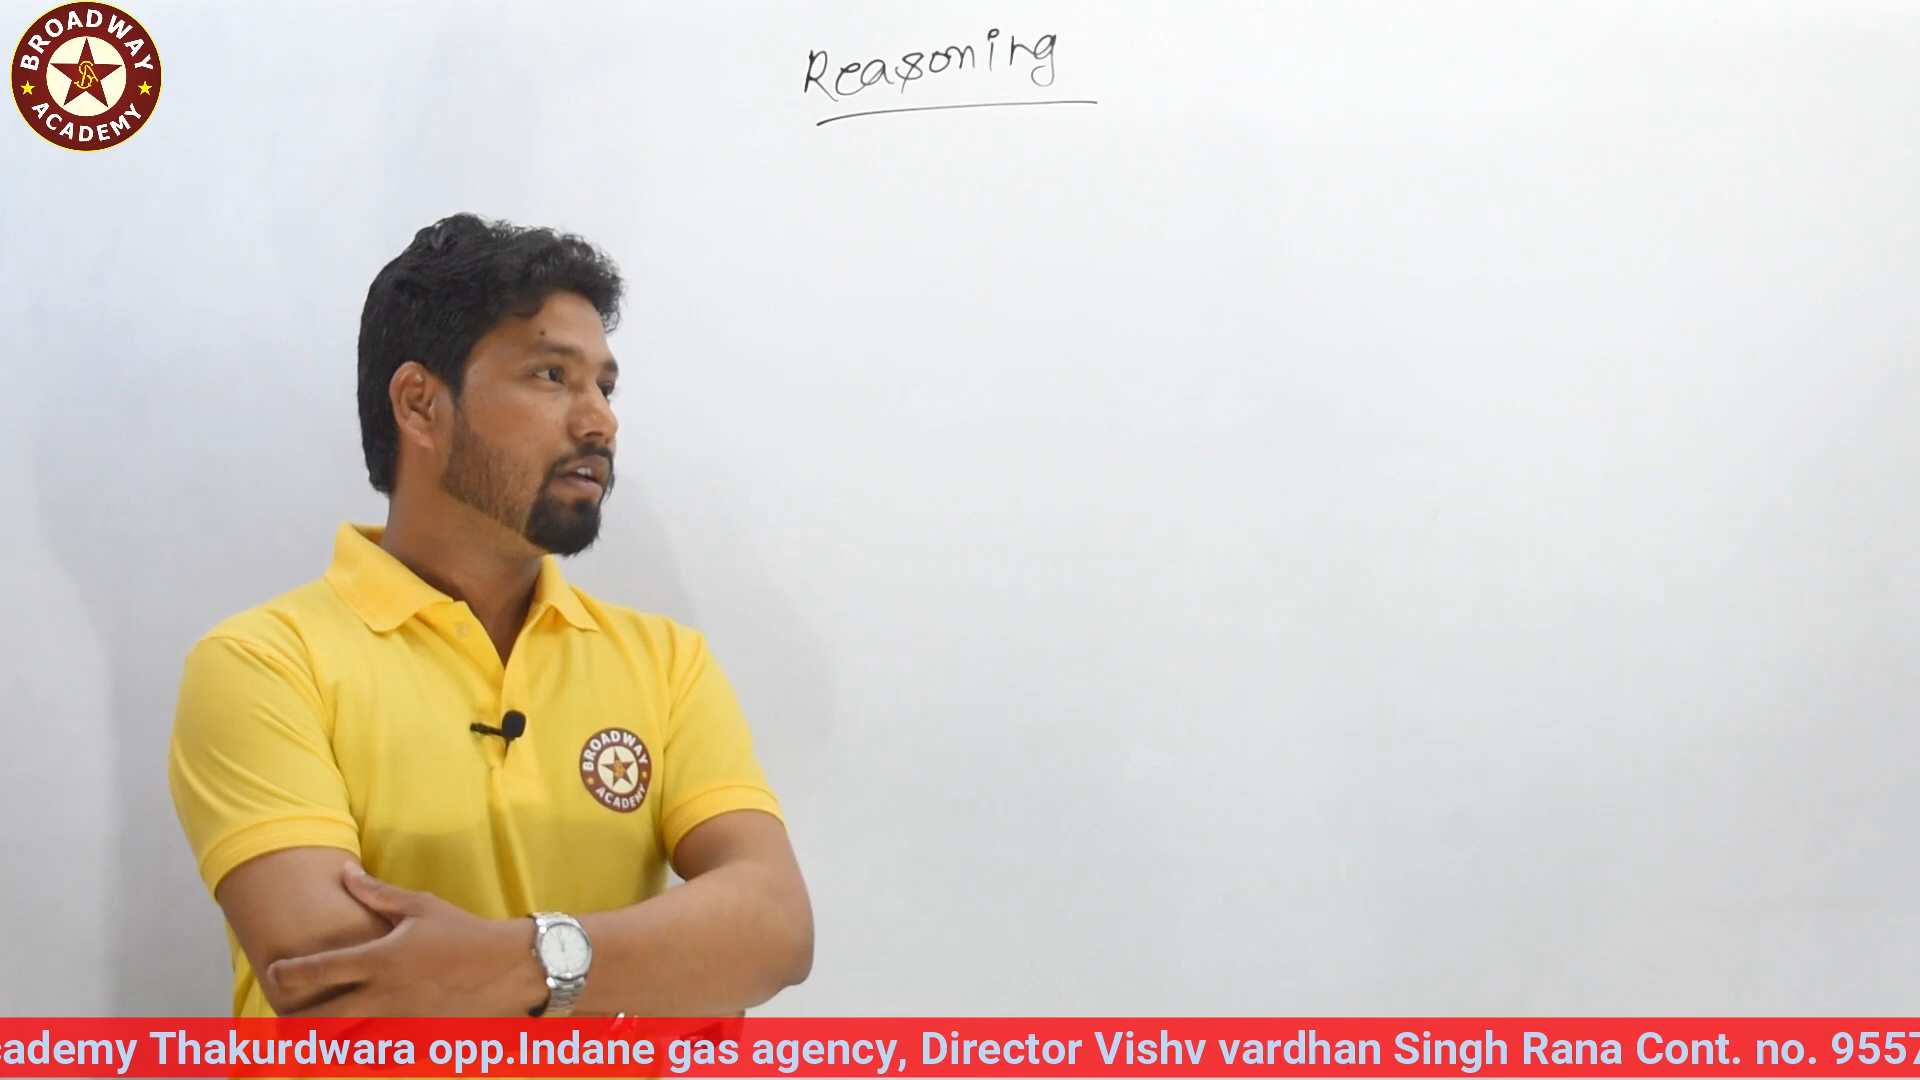 BROADWAY
ACADEMY
Reasoning
BROADWAY
ACADEMY
cademy Thakurdwara opp.Indane gas agency, Director Vishv vardhan Singh Rana Cont. no. 9557